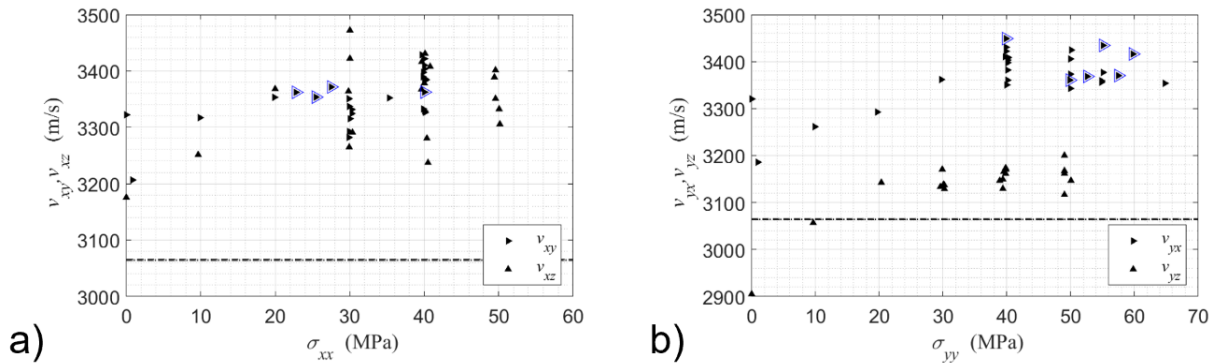 3500
3400
3300
3200
3100
3000
v_xy, v_xz (m/s)
0 10 20 30 40 50 60
σ_xx (MPa)
v_xy
v_xz
a)
3500
3400
3300
3200
3100
3000
2900
v_yx, v_yz (m/s)
0 10 20 30 40 50 60 70
σ_yy (MPa)
v_yx
v_yz
b)